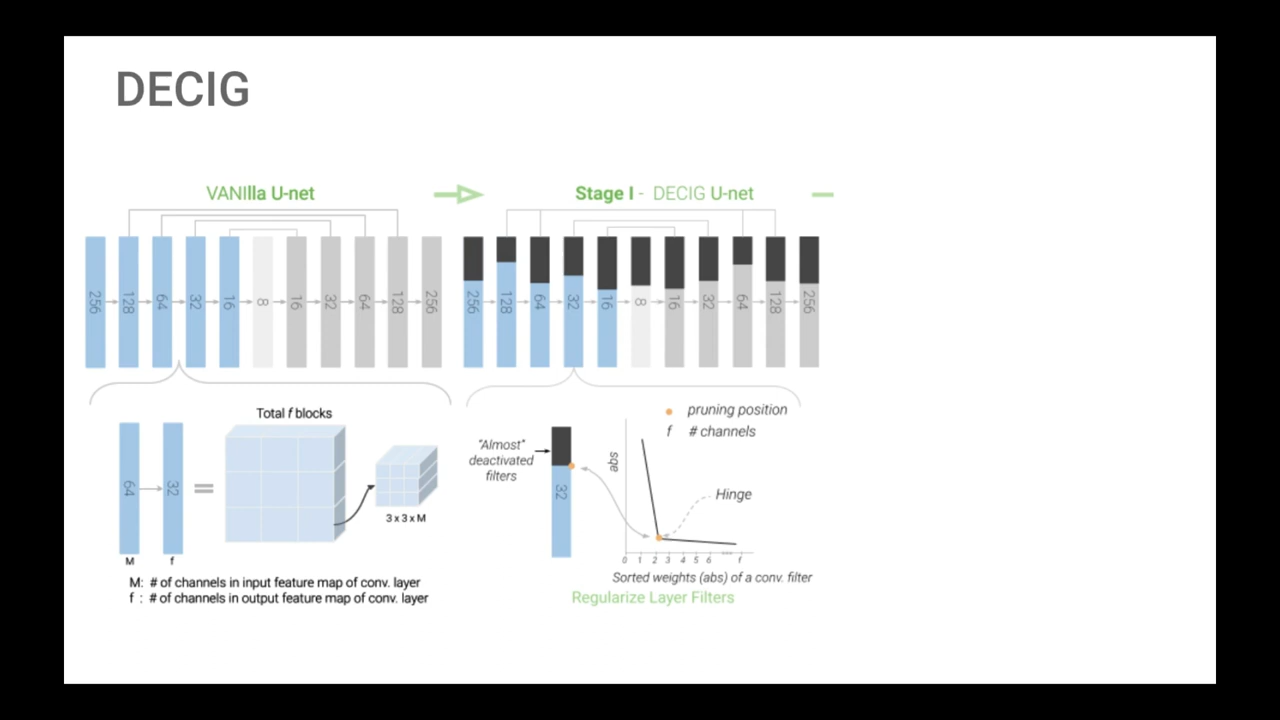 DECIG
VANIlla U-net
Stage I - DECIG U-net
256 128 64 32 16 8 16 32 64 128 256
256 128 64 32 16 8 16 32 64 128 256
Total f blocks
64 32
3 x 3 x M
M f
M: # of channels in input feature map of conv. layer
f : # of channels in output feature map of conv. layer
"Almost"
deactivated
filters
32
pruning position
f # channels
abs
Hinge
0 1 2 3 4 5 6 f
Sorted weights (abs) of a conv. filter
Regularize Layer Filters